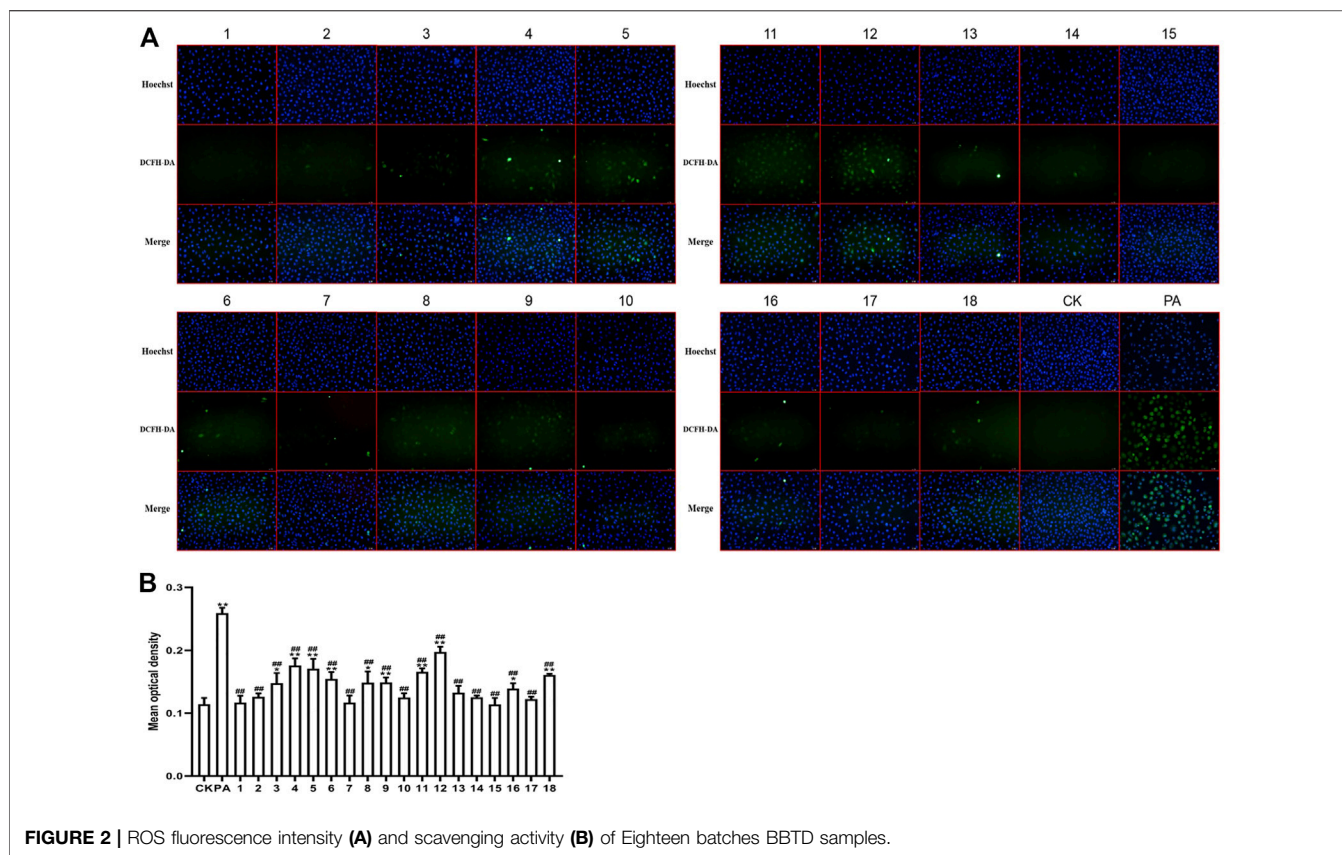 A
1 2 3 4 5
Hoechst
DCFH-DA
Merge
6 7 8 9 10
Hoechst
DCFH-DA
Merge
11 12 13 14 15
Hoechst
DCFH-DA
Merge
16 17 18 CK PA
Hoechst
DCFH-DA
Merge
B
Mean optical density
0.3
0.2
0.1
0.0
** ## ## ## * ## ** ## ** ## ** ## ## * ## ** ## ## ** ## ** ## ## ## ## * ## ## **
CK PA 1 2 3 4 5 6 7 8 9 10 11 12 13 14 15 16 17 18
FIGURE 2 | ROS fluorescence intensity (A) and scavenging activity (B) of Eighteen batches BBTD samples.